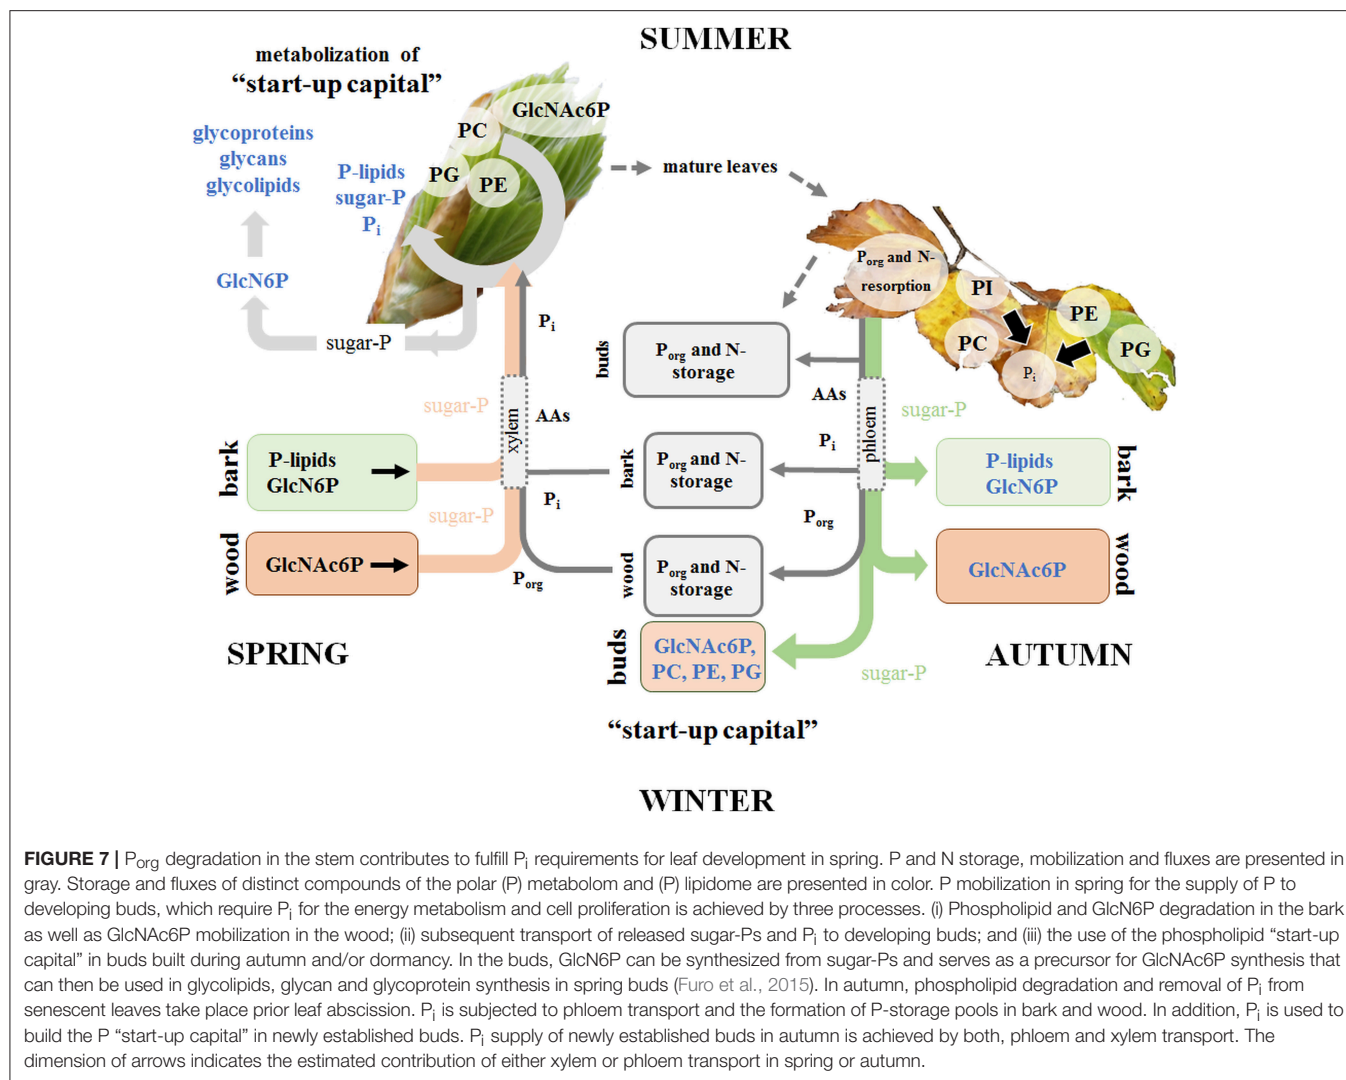 SUMMER
metabolization of
“start-up capital”
GlcNAc6P
PC
PG
PE
glycoproteins
glycans
glycolipids
P-lipids
sugar-P
Pi
GlcN6P
sugar-P
mature leaves
Porg and N-
resorption
PI
PE
PC
PG
Pi
Pi
buds
Porg and N-
storage
AAs
sugar-P
sugar-P
AAs
xylem
phloem
Pi
bark
P-lipids
GlcN6P
bark
Porg and N-
storage
P-lipids
GlcN6P
bark
sugar-P
Pi
Porg
wood
GlcNAc6P
Porg
wood
Porg and N-
storage
GlcNAc6P
wood
SPRING
buds
GlcNAc6P,
PC, PE, PG
sugar-P
AUTUMN
“start-up capital”
WINTER
FIGURE 7 | Porg degradation in the stem contributes to fulfill Pi requirements for leaf development in spring. P and N storage, mobilization and fluxes are presented in
gray. Storage and fluxes of distinct compounds of the polar (P) metabolom and (P) lipidome are presented in color. P mobilization in spring for the supply of P to
developing buds, which require Pi for the energy metabolism and cell proliferation is achieved by three processes. (i) Phospholipid and GlcN6P degradation in the bark
as well as GlcNAc6P mobilization in the wood; (ii) subsequent transport of released sugar-Ps and Pi to developing buds; and (iii) the use of the phospholipid “start-up
capital” in buds built during autumn and/or dormancy. In the buds, GlcN6P can be synthesized from sugar-Ps and serves as a precursor for GlcNAc6P synthesis that
can then be used in glycolipids, glycan and glycoprotein synthesis in spring buds (Furo et al., 2015). In autumn, phospholipid degradation and removal of Pi from
senescent leaves take place prior leaf abscission. Pi is subjected to phloem transport and the formation of P-storage pools in bark and wood. In addition, Pi is used to
build the P “start-up capital” in newly established buds. Pi supply of newly established buds in autumn is achieved by both, phloem and xylem transport. The
dimension of arrows indicates the estimated contribution of either xylem or phloem transport in spring or autumn.